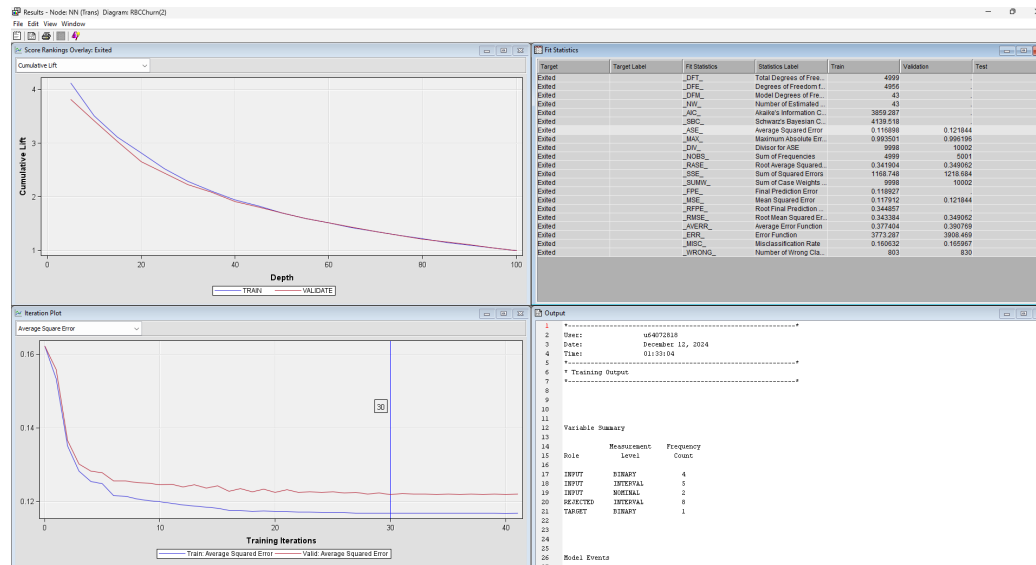 Results - Node: NN (Trans) Diagram: RBCChurn(2)
File Edit View Window
Score Rankings Overlay: Exited
Cumulative Lift
4
3
2
1
Cumulative Lift
0 20 40 60 80 100
Depth
TRAIN VALIDATE
Fit Statistics
Target Target Label Fit Statistics Statistics Label Train Validation Test
Exited _DFT_ Total Degrees of Free... 4999 .
Exited _DFE_ Degrees of Freedom f... 4956 .
Exited _DFM_ Model Degrees of Fre... 43 .
Exited _NW_ Number of Estimated ... 43 .
Exited _AIC_ Akaike's Information C... 3859.287 .
Exited _SBC_ Schwarz's Bayesian C... 4139.518 .
Exited _ASE_ Average Squared Error 0.116898 0.121844
Exited _MAX_ Maximum Absolute Err... 0.993501 0.996196
Exited _DIV_ Divisor for ASE 9998 10002
Exited _NOBS_ Sum of Frequencies 4999 5001
Exited _RASE_ Root Average Squared... 0.341904 0.349062
Exited _SSE_ Sum of Squared Errors 1168.748 1218.684
Exited _SUMW_ Sum of Case Weights ... 9998 10002
Exited _FPE_ Final Prediction Error 0.118927 .
Exited _MSE_ Mean Squared Error 0.117912 0.121844
Exited _RFPE_ Root Final Prediction ... 0.344857 .
Exited _RMSE_ Root Mean Squared Er... 0.343384 0.349062
Exited _AVERR_ Average Error Function 0.377404 0.390769
Exited _ERR_ Error Function 3773.287 3908.469
Exited _MISC_ Misclassification Rate 0.160632 0.165967
Exited _WRONG_ Number of Wrong Cla... 803 830
Iteration Plot
Average Square Error
0.16
0.14
0.12
30
0 10 20 30 40
Training Iterations
Train: Average Squared Error Valid: Average Squared Error
Output
1 *------------------------------------------------------------*
2 User: u64072818
3 Date: December 12, 2024
4 Time: 01:33:04
5 *------------------------------------------------------------*
6 * Training Output
7 *------------------------------------------------------------*
8
9
10
11
12 Variable Summary
13
14 Measurement Frequency
15 Role Level Count
16
17 INPUT BINARY 4
18 INPUT INTERVAL 5
19 INPUT NOMINAL 2
20 REJECTED INTERVAL 8
21 TARGET BINARY 1
22
23
24
25
26 Model Events